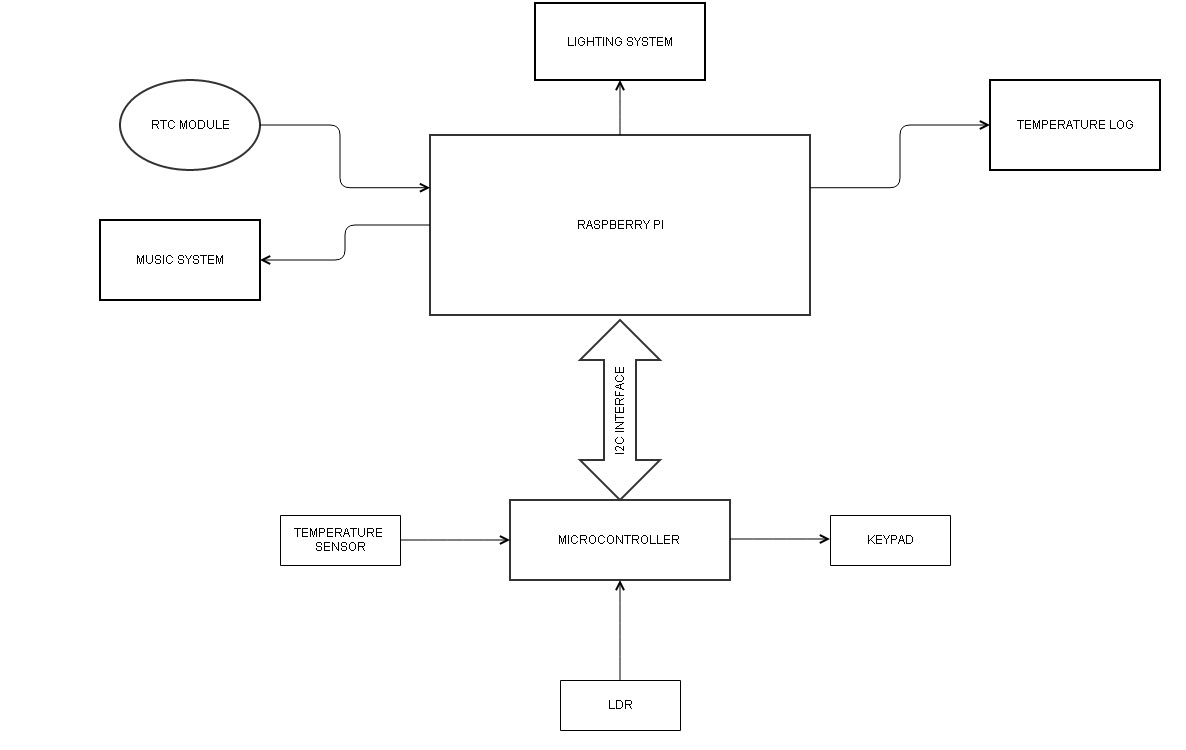 LIGHTING SYSTEM
RTC MODULE
TEMPERATURE LOG
RASPBERRY PI
MUSIC SYSTEM
I2C INTERFACE
TEMPERATURE
SENSOR
MICROCONTROLLER
KEYPAD
LDR